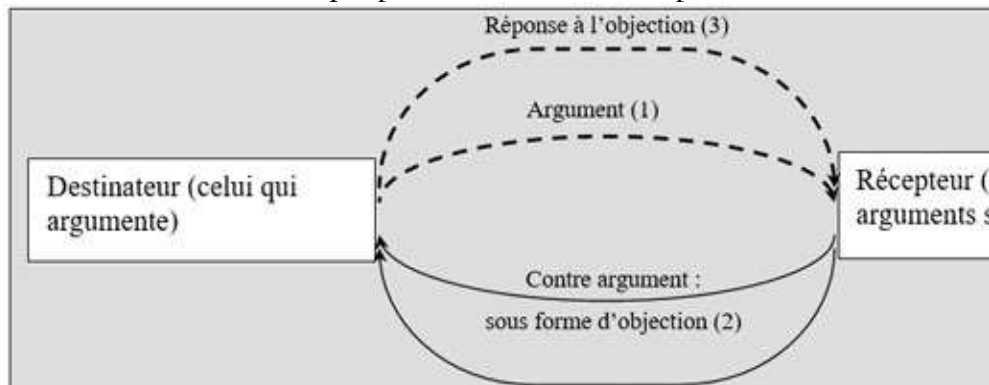 Réponse à l’objection (3)
Argument (1)
Destinateur (celui qui
argumente)
Récepteur (
arguments s
Contre argument :
sous forme d’objection (2)